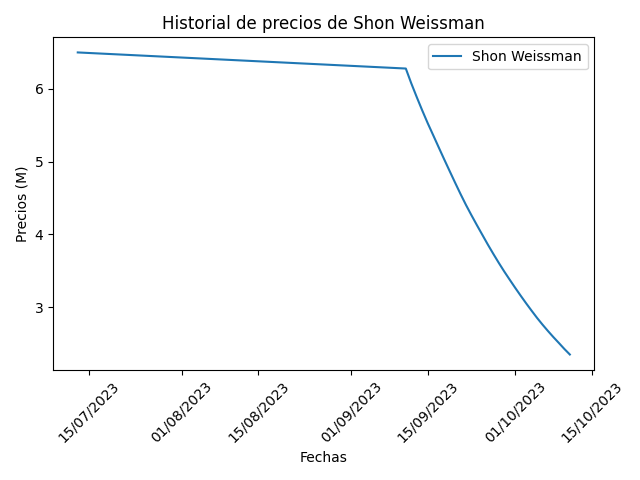 Historial de precios de Shon Weissman
Shon Weissman
Precios (M)
6
5
4
3
15/07/2023
01/08/2023
15/08/2023
01/09/2023
15/09/2023
01/10/2023
15/10/2023
Fechas